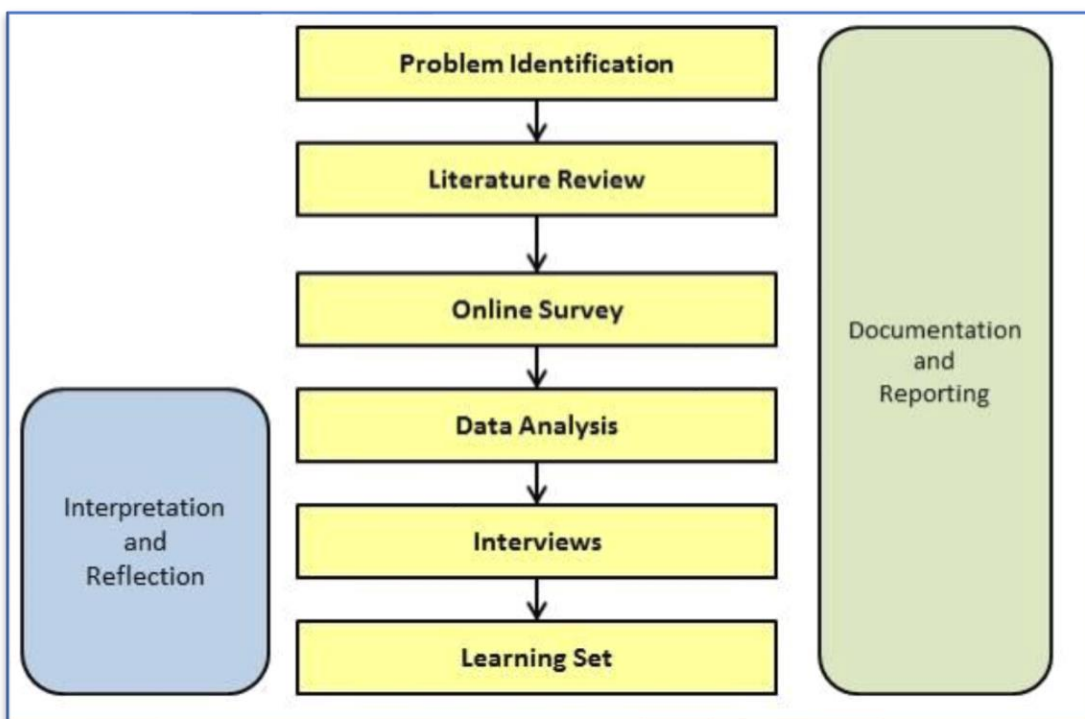 Problem Identification
Literature Review
Online Survey
Data Analysis
Interviews
Learning Set
Interpretation
and
Reflection
Documentation
and
Reporting